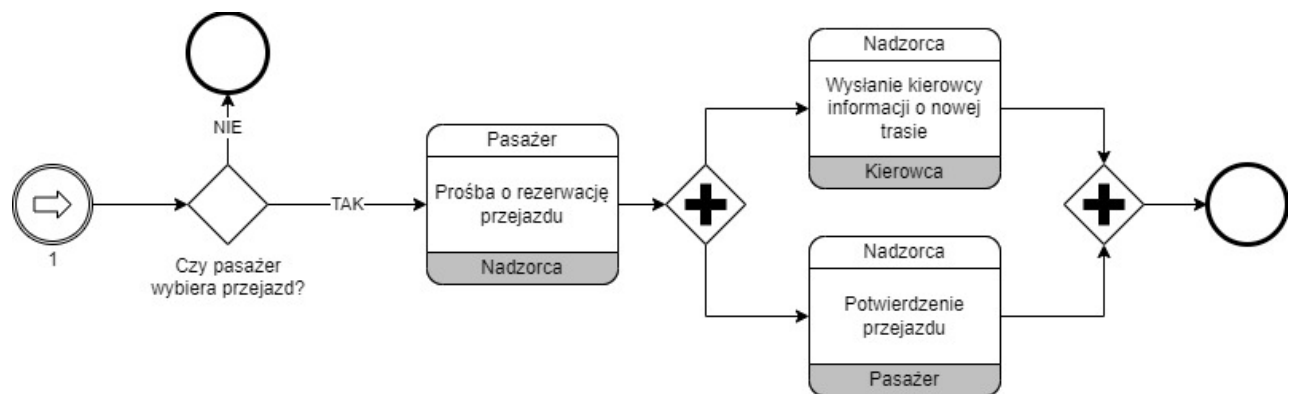 1
NIE
Czy pasażer
wybiera przejazd?
TAK
Pasażer
Prośba o rezerwację
przejazdu
Nadzorca
Nadzorca
Wysłanie kierowcy
informacji o nowej
trasie
Kierowca
Nadzorca
Potwierdzenie
przejazdu
Pasażer